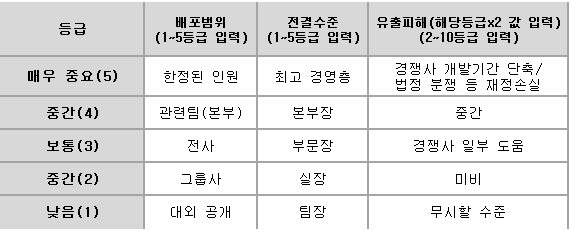 등급
배포범위
(1~5등급 입력)
전결수준
(1~5등급 입력)
유출피해(해당등급x2 값 입력)
(2~10등급 입력)
매우 중요(5)
한정된 인원
최고 경영층
경쟁사 개발기간 단축/
법정 분쟁 등 재정손실
중간(4)
관련팀(본부)
본부장
중간
보통(3)
전사
부문장
경쟁사 일부 도움
중간(2)
그룹사
실장
미비
낮음(1)
대외 공개
팀장
무시할 수준